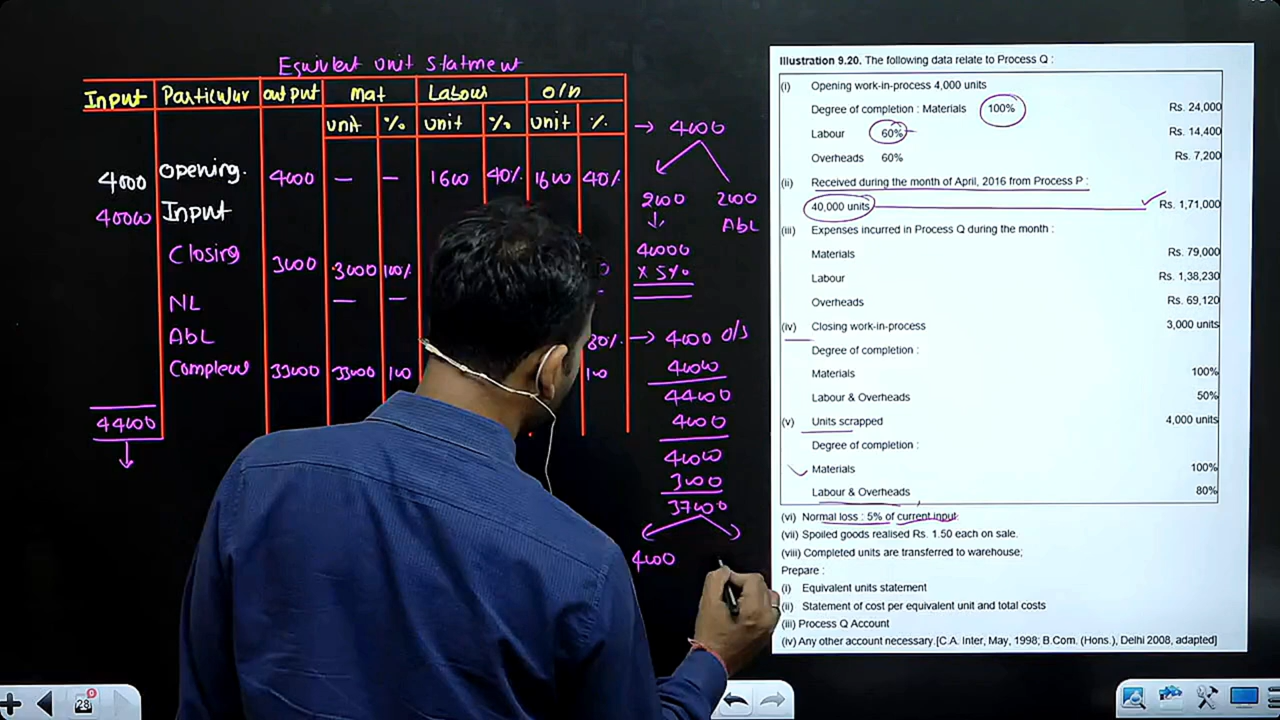 Equivlent unit Statment
Input Particular output Mat Labour O/H
unit % unit % unit %
4000 Opening. 4000 — — 1600 40% 1600 40%
40000 Input
Closing 3000 3000 100%
NL — —
AbL 80%
33000 33000 100 100
44000
→ 4000
2000 2000
AbL
40000
× 5%
→ 4000 O/S
44000
4000
3000
37000
4000
Illustration 9.20. The following data relate to Process Q :
(i) Opening work-in-process 4,000 units
Degree of completion : Materials 100% Rs. 24,000
Labour 60% Rs. 14,400
Overheads 60% Rs. 7,200
(ii) Received during the month of April, 2016 from Process P :
40,000 units Rs. 1,71,000
(iii) Expenses incurred in Process Q during the month :
Materials Rs. 79,000
Labour Rs. 1,38,230
Overheads Rs. 69,120
(iv) Closing work-in-process 3,000 units
Degree of completion :
Materials 100%
Labour & Overheads 50%
(v) Units scrapped 4,000 units
Degree of completion :
Materials 100%
Labour & Overheads 80%
(vi) Normal loss : 5% of current input
(vii) Spoiled goods realised Rs. 1.50 each on sale.
(viii) Completed units are transferred to warehouse;
Prepare :
(i) Equivalent units statement
(ii) Statement of cost per equivalent unit and total costs
(iii) Process Q Account
(iv) Any other account necessary.[C.A. Inter, May, 1998; B.Com. (Hons.), Delhi 2008, adapted]
28
9